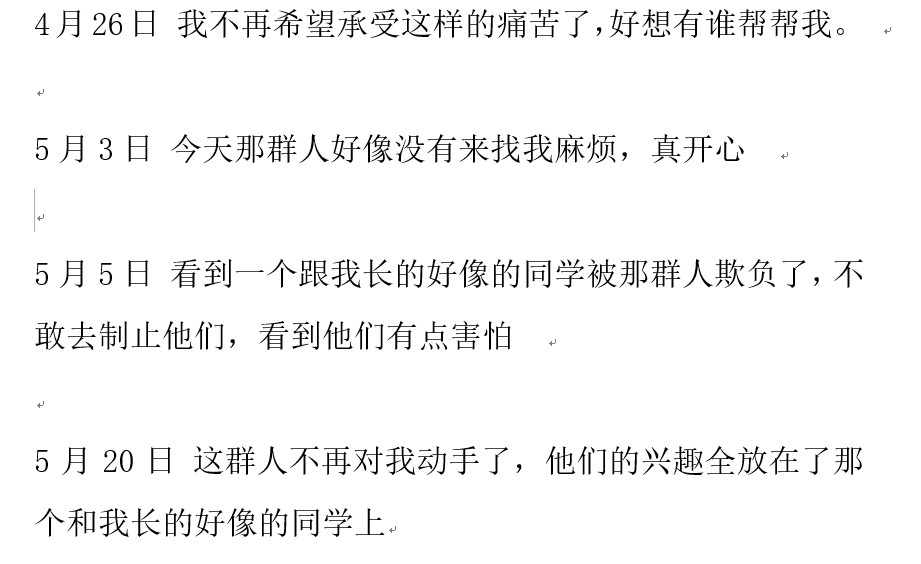 4月26日 我不再希望承受这样的痛苦了,好想有谁帮帮我。
5月3日 今天那群人好像没有来找我麻烦，真开心
5月5日 看到一个跟我长的好像的同学被那群人欺负了，不
敢去制止他们，看到他们有点害怕
5月20日 这群人不再对我动手了，他们的兴趣全放在了那
个和我长的好像的同学上